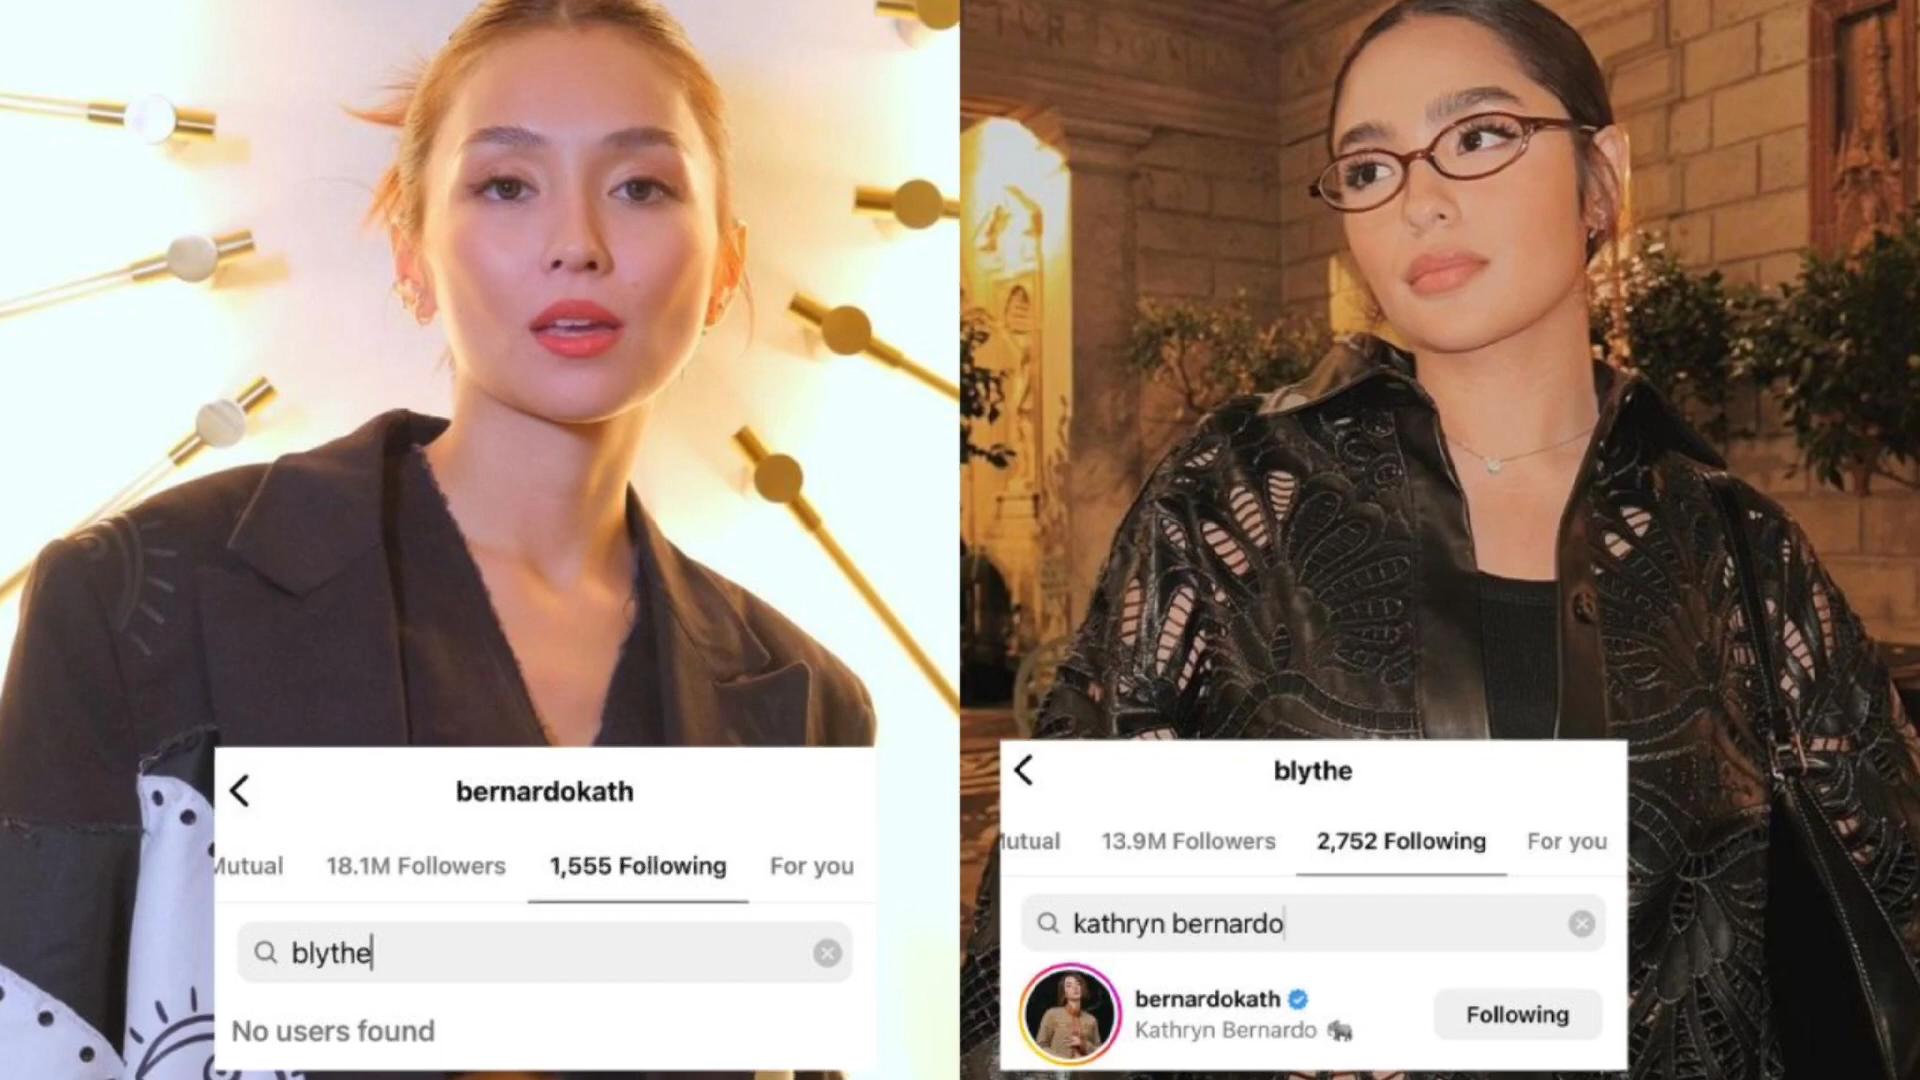 bernardokath
Mutual 18.1M Followers 1,555 Following For you
blythe
No users found
blythe
Mutual 13.9M Followers 2,752 Following For you
kathryn bernardo
bernardokath
Kathryn Bernardo 🐘
Following